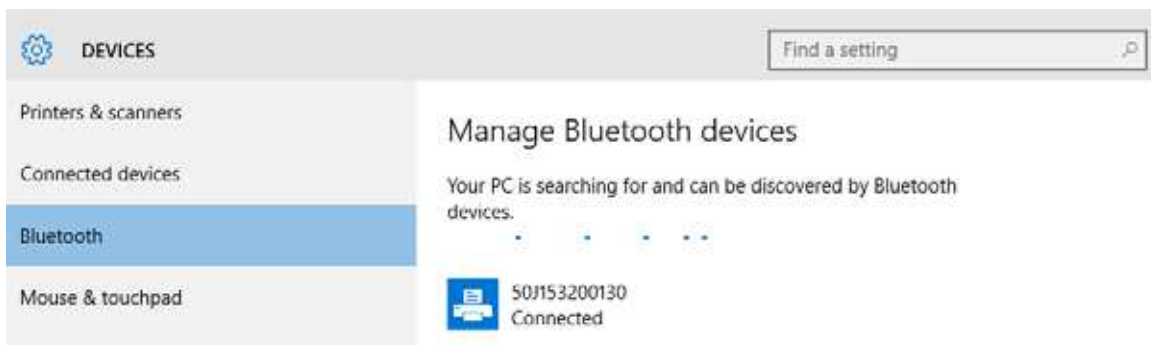 DEVICES
Find a setting
Printers & scanners
Connected devices
Bluetooth
Mouse & touchpad
Manage Bluetooth devices
Your PC is searching for and can be discovered by Bluetooth
devices.
50J153200130
Connected